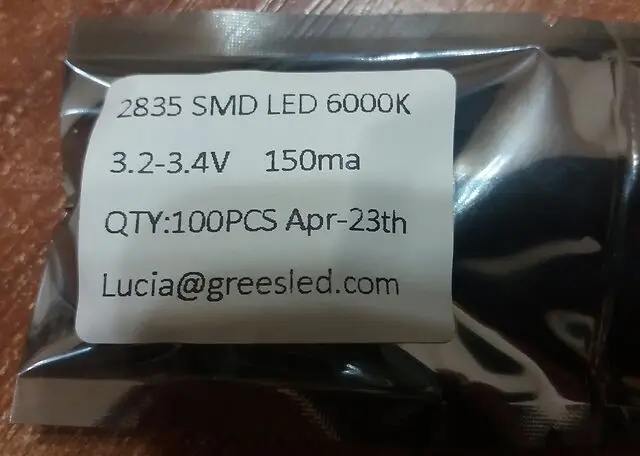 2835 SMD LED 6000K
3.2-3.4V 150ma
QTY:100PCS Apr-23th
Lucia@greesled.com